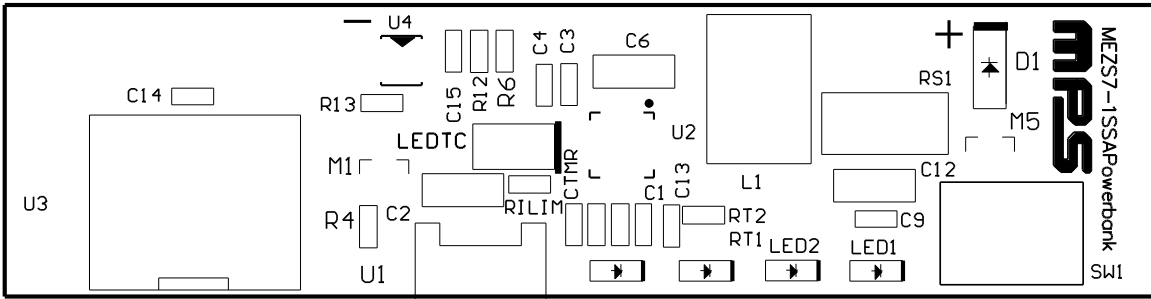 U4
C14
R13
C15
R12
R6
C4
C3
C6
LEDTC
M1
U3
R4
C2
U1
RILIM
CTMR
U2
C1
C13
L1
RT2
RT1
LED2
LED1
RS1
D1
M5
C12
C9
SW1
mps
MEZS7-1SSAPowerbank
+
−